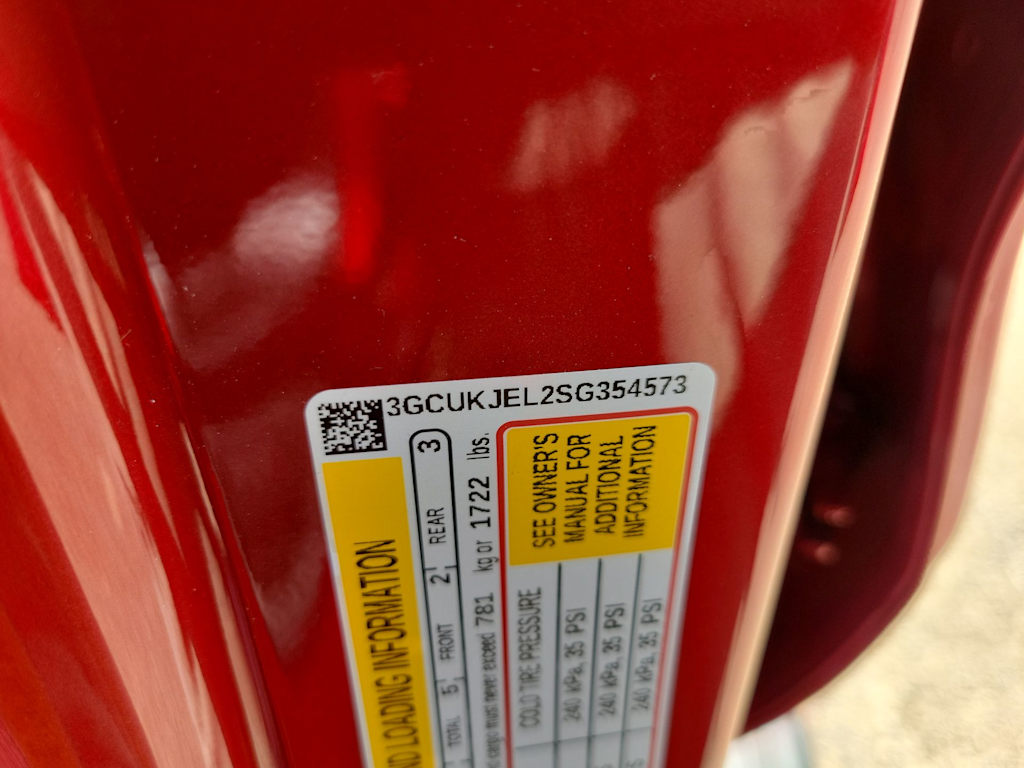 3GCUKJEL2SG354573
ND LOADING INFORMATION
TOTAL 5 FRONT 2 REAR 3
cargo must never exceed 781 kg or 1722 lbs.
SEE OWNER'S
MANUAL FOR
ADDITIONAL
INFORMATION
COLD TIRE PRESSURE
240 kPa, 35 PSI
240 kPa, 35 PSI
240 kPa, 35 PSI